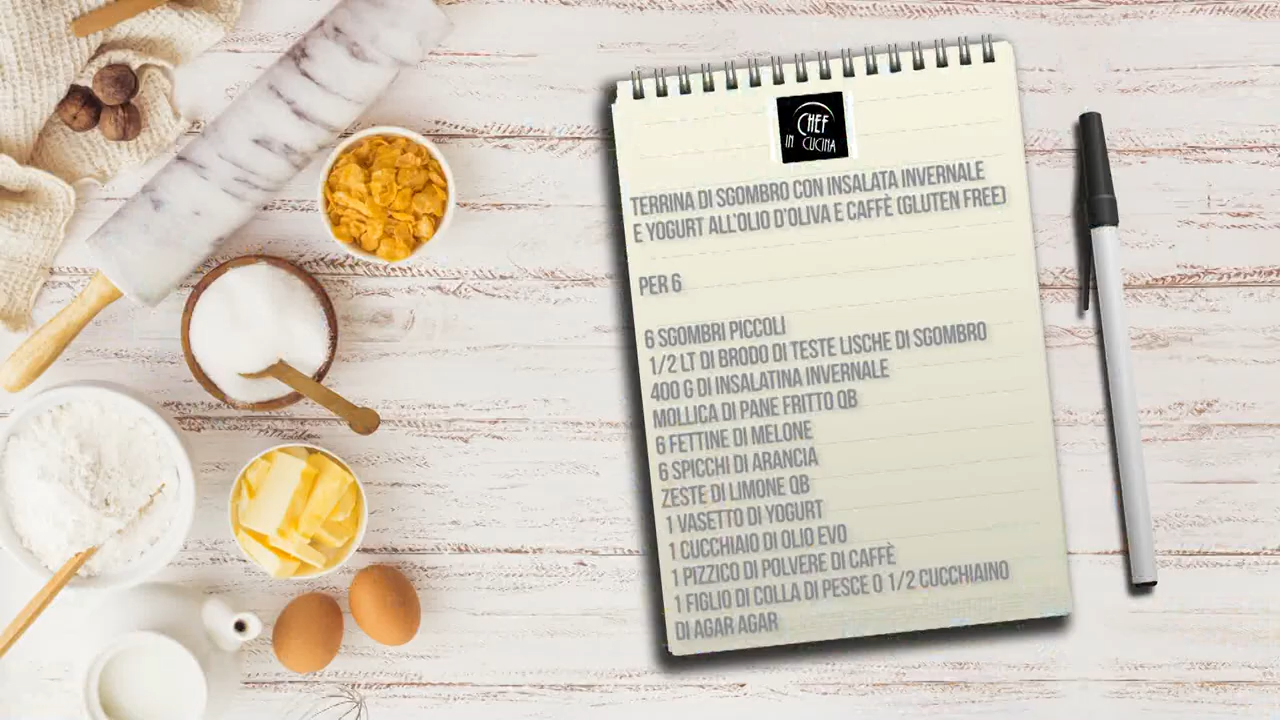 CHEF
IN CUCINA
TERRINA DI SGOMBRO CON INSALATA INVERNALE
E YOGURT ALL'OLIO D'OLIVA E CAFFÈ (GLUTEN FREE)
PER 6
6 SGOMBRI PICCOLI
1/2 LT DI BRODO DI TESTE LISCHE DI SGOMBRO
400 G DI INSALATINA INVERNALE
MOLLICA DI PANE FRITTO QB
6 FETTINE DI MELONE
6 SPICCHI DI ARANCIA
ZESTE DI LIMONE QB
1 VASETTO DI YOGURT
1 CUCCHIAIO DI OLIO EVO
1 PIZZICO DI POLVERE DI CAFFÈ
1 FIGLIO DI COLLA DI PESCE O 1/2 CUCCHIAINO
DI AGAR AGAR